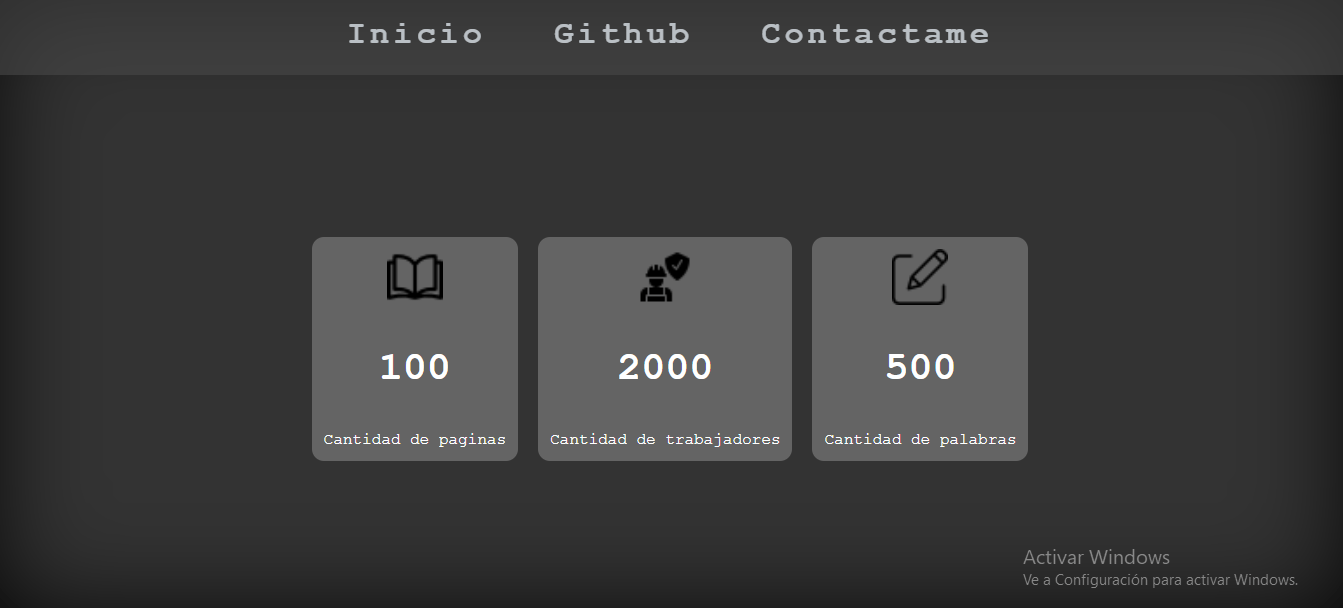 Inicio Github Contactame
100 2000 500
Cantidad de paginas Cantidad de trabajadores Cantidad de palabras
Activar Windows
Ve a Configuración para activar Windows.